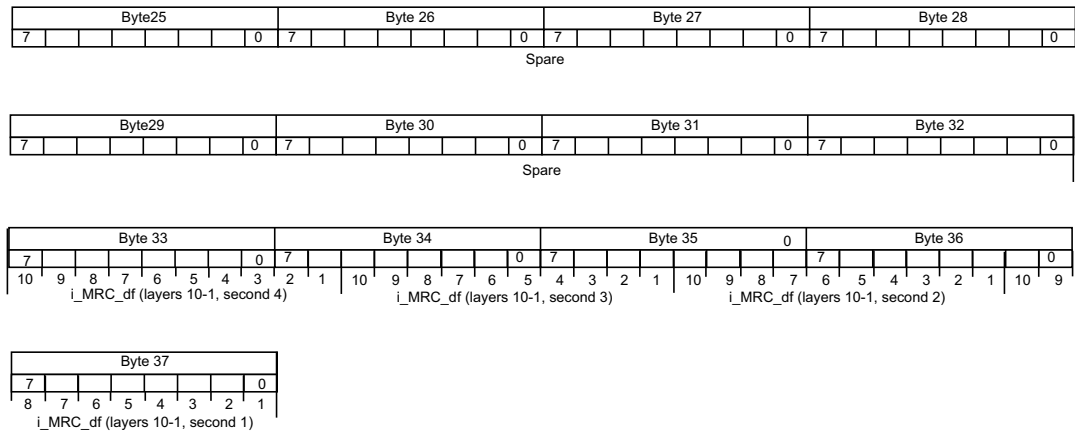 Byte25 Byte 26 Byte 27 Byte 28
7 0 7 0 7 0 7 0
Spare
Byte29 Byte 30 Byte 31 Byte 32
7 0 7 0 7 0 7 0
Spare
Byte 33 Byte 34 Byte 35 Byte 36
7 0 7 0 7 0 7 0
10 9 8 7 6 5 4 3 2 1 10 9 8 7 6 5 4 3 2 1 10 9 8 7 6 5 4 3 2 1 10 9
i_MRC_df (layers 10-1, second 4) i_MRC_df (layers 10-1, second 3) i_MRC_df (layers 10-1, second 2)
Byte 37
7 0
8 7 6 5 4 3 2 1
i_MRC_df (layers 10-1, second 1)